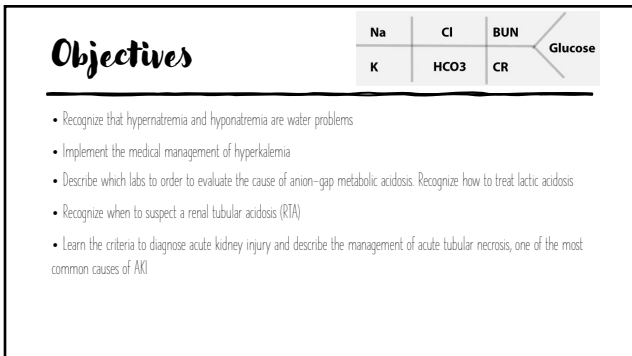 Objectives
Na Cl BUN
Glucose
K HCO3 CR
• Recognize that hypernatremia and hyponatremia are water problems
• Implement the medical management of hyperkalemia
• Describe which labs to order to evaluate the cause of anion-gap metabolic acidosis. Recognize how to treat lactic acidosis
• Recognize when to suspect a renal tubular acidosis (RTA)
• Learn the criteria to diagnose acute kidney injury and describe the management of acute tubular necrosis, one of the most
common causes of AKI